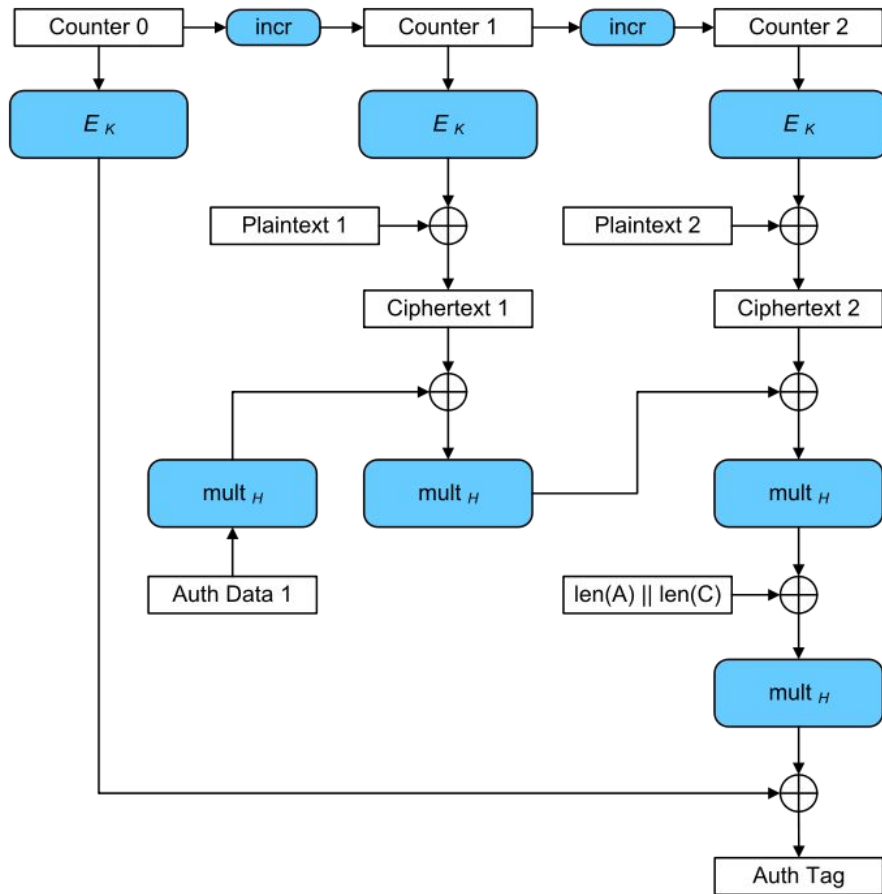 Counter 0
incr
Counter 1
incr
Counter 2
E K
E K
E K
Plaintext 1
Plaintext 2
Ciphertext 1
Ciphertext 2
mult H
mult H
mult H
Auth Data 1
len(A) || len(C)
mult H
Auth Tag